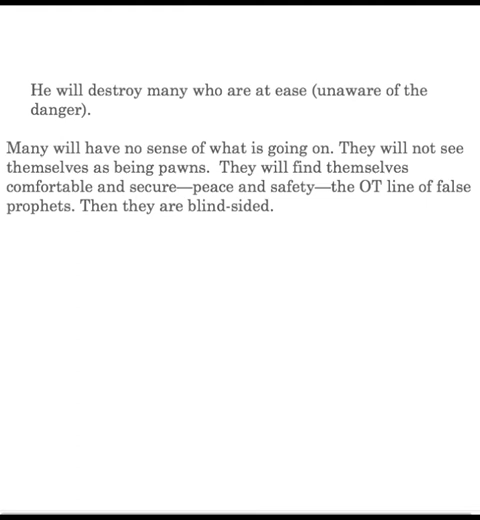 He will destroy many who are at ease (unaware of the
danger).
Many will have no sense of what is going on. They will not see
themselves as being pawns.  They will find themselves
comfortable and secure—peace and safety—the OT line of false
prophets. Then they are blind-sided.